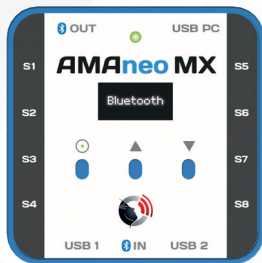 OUT USB PC
AMAneo MX
S1 S5
Bluetooth
S2 S6
S3 S7
S4 S8
USB 1 IN USB 2